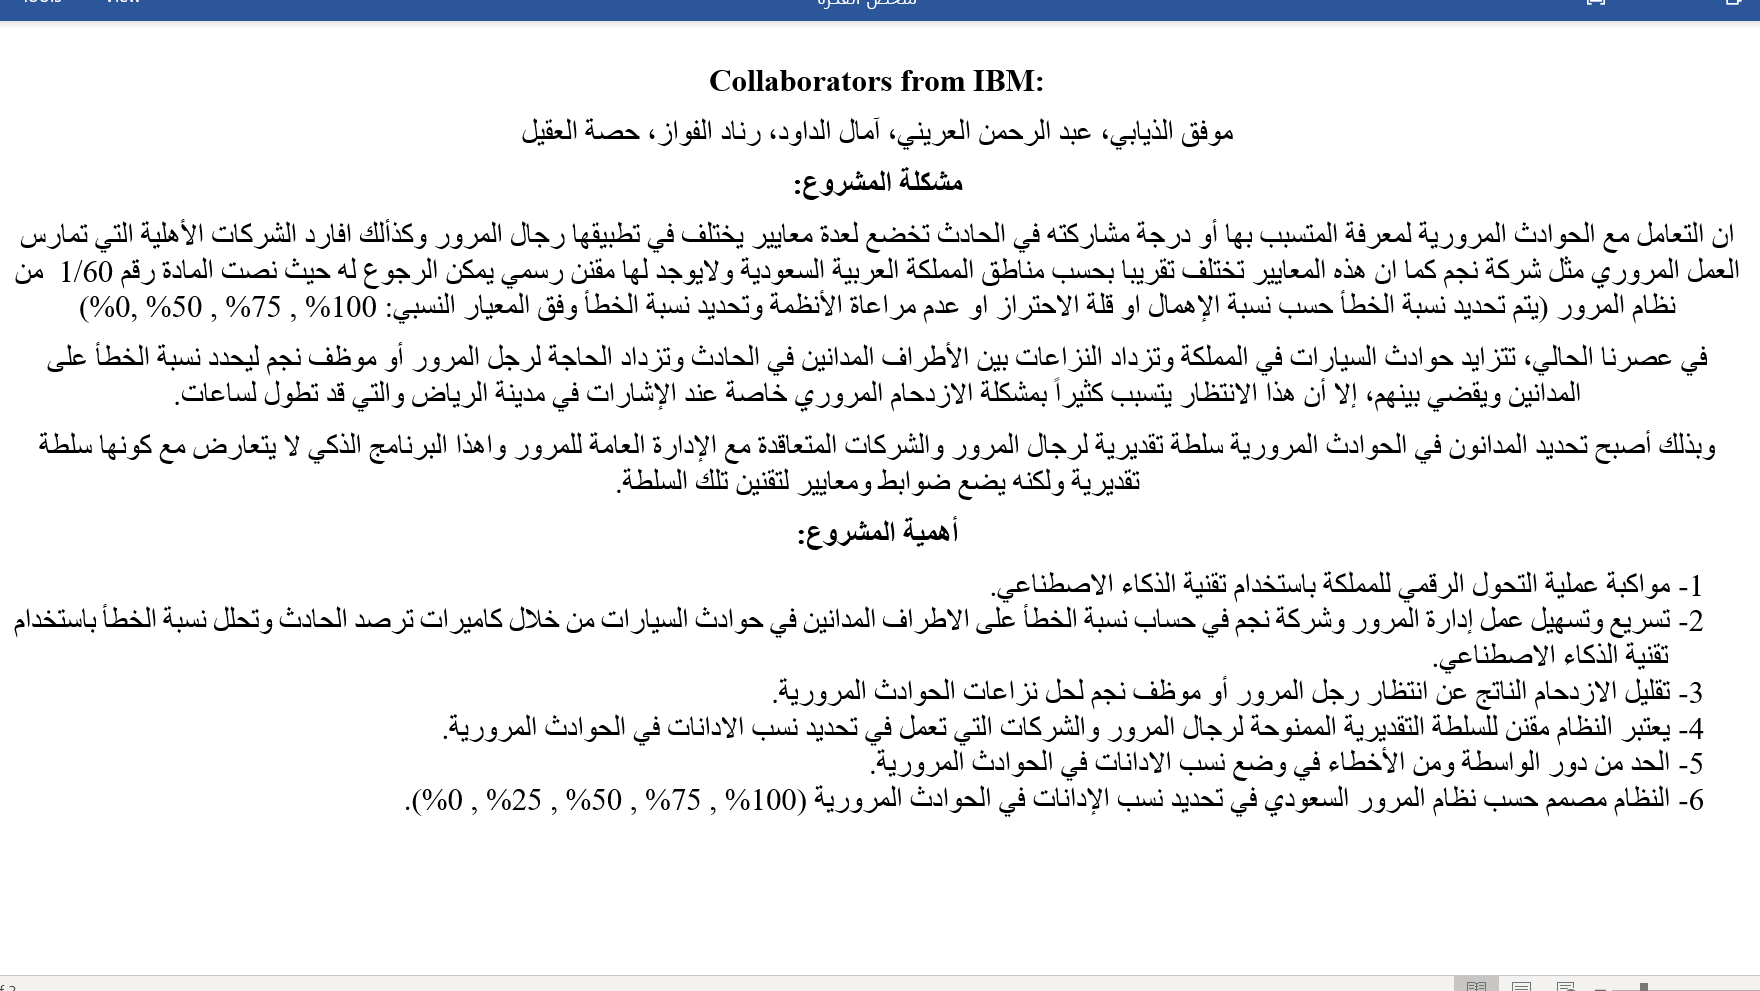 ملخص الفكرة
Collaborators from IBM:
موفق الذيابي، عبد الرحمن العريني، آمال الداود، رناد الفواز، حصة العقيل
مشكلة المشروع:
ان التعامل مع الحوادث المرورية لمعرفة المتسبب بها أو درجة مشاركته في الحادث تخضع لعدة معايير يختلف في تطبيقها رجال المرور وكذألك افارد الشركات الأهلية التي تمارس
العمل المروري مثل شركة نجم كما ان هذه المعايير تختلف تقريبا بحسب مناطق المملكة العربية السعودية ولايوجد لها مقنن رسمي يمكن الرجوع له حيث نصت المادة رقم 1/60 من
نظام المرور (يتم تحديد نسبة الخطأ حسب نسبة الإهمال او قلة الاحتراز او عدم مراعاة الأنظمة وتحديد نسبة الخطأ وفق المعيار النسبي: 100% , 75% , 50% ,0%)
في عصرنا الحالي، تتزايد حوادث السيارات في المملكة وتزداد النزاعات بين الأطراف المدانين في الحادث وتزداد الحاجة لرجل المرور أو موظف نجم ليحدد نسبة الخطأ على
المدانين ويقضي بينهم، إلا أن هذا الانتظار يتسبب كثيراً بمشكلة الازدحام المروري خاصة عند الإشارات في مدينة الرياض والتي قد تطول لساعات.
وبذلك أصبح تحديد المدانون في الحوادث المرورية سلطة تقديرية لرجال المرور والشركات المتعاقدة مع الإدارة العامة للمرور واهذا البرنامج الذكي لا يتعارض مع كونها سلطة
تقديرية ولكنه يضع ضوابط ومعايير لتقنين تلك السلطة.
أهمية المشروع:
1- مواكبة عملية التحول الرقمي للمملكة باستخدام تقنية الذكاء الاصطناعي.
2- تسريع وتسهيل عمل إدارة المرور وشركة نجم في حساب نسبة الخطأ على الاطراف المدانين في حوادث السيارات من خلال كاميرات ترصد الحادث وتحلل نسبة الخطأ باستخدام
تقنية الذكاء الاصطناعي.
3- تقليل الازدحام الناتج عن انتظار رجل المرور أو موظف نجم لحل نزاعات الحوادث المرورية.
4- يعتبر النظام مقنن للسلطة التقديرية الممنوحة لرجال المرور والشركات التي تعمل في تحديد نسب الادانات في الحوادث المرورية.
5- الحد من دور الواسطة ومن الأخطاء في وضع نسب الادانات في الحوادث المرورية.
6- النظام مصمم حسب نظام المرور السعودي في تحديد نسب الإدانات في الحوادث المرورية (100% , 75% , 50% , 25% , 0%).